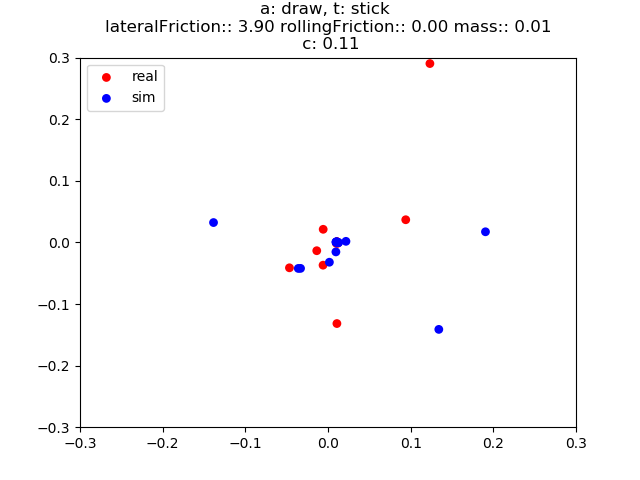 a: draw, t: stick
lateralFriction:: 3.90 rollingFriction:: 0.00 mass:: 0.01
c: 0.11
real
sim
0.3
0.2
0.1
0.0
−0.1
−0.2
−0.3
−0.3 −0.2 −0.1 0.0 0.1 0.2 0.3